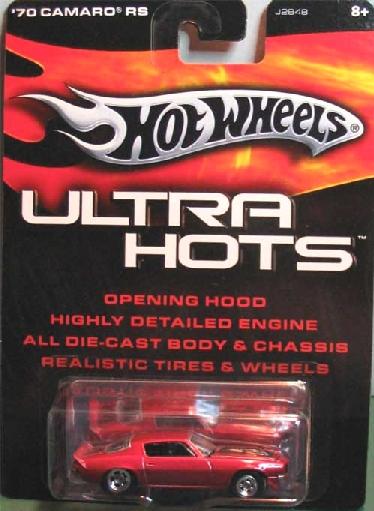 '70 CAMARO® RS J2848 8+
HOT WHEELS®
ULTRA
HOTS™
OPENING HOOD
HIGHLY DETAILED ENGINE
ALL DIE-CAST BODY & CHASSIS
REALISTIC TIRES & WHEELS